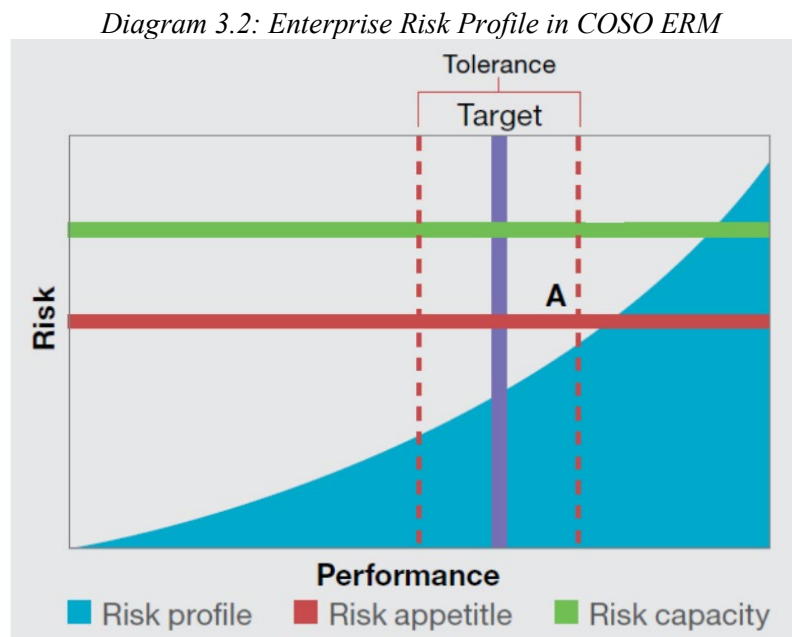 Diagram 3.2: Enterprise Risk Profile in COSO ERM
Tolerance
Target
A
Risk
Performance
Risk profile Risk appetitle Risk capacity